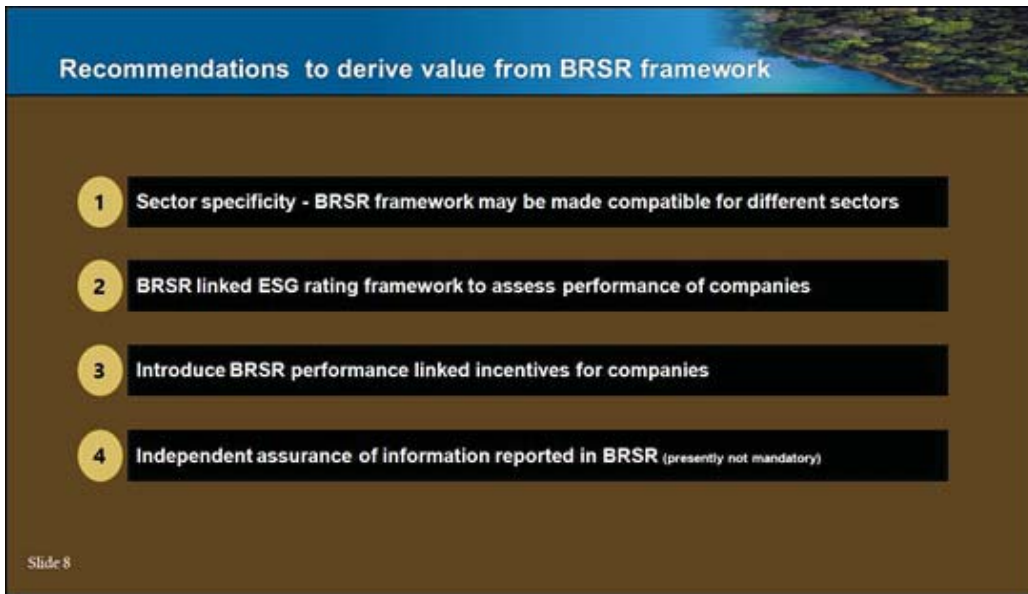 Recommendations to derive value from BRSR framework
1
Sector specificity - BRSR framework may be made compatible for different sectors
2
BRSR linked ESG rating framework to assess performance of companies
3
Introduce BRSR performance linked incentives for companies
4
Independent assurance of information reported in BRSR (presently not mandatory)
Slide 8